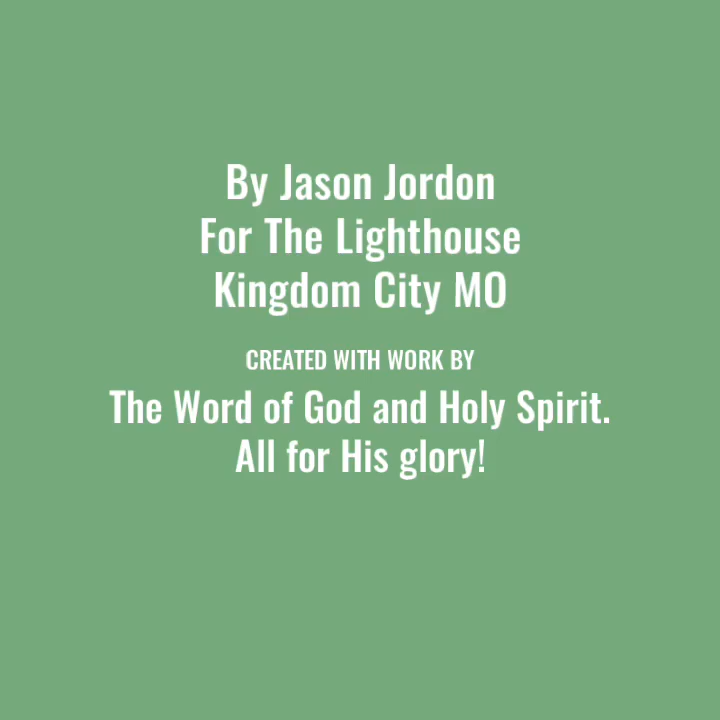 By Jason Jordon
For The Lighthouse
Kingdom City MO
CREATED WITH WORK BY
The Word of God and Holy Spirit.
All for His glory!